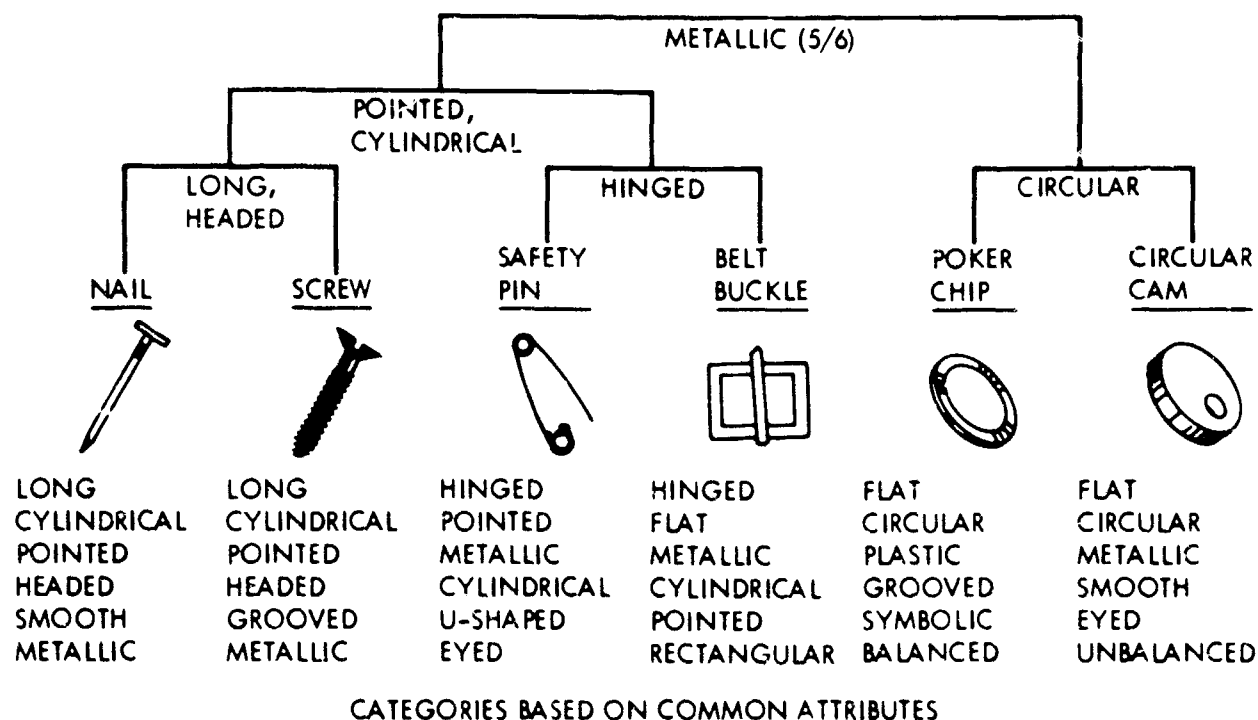 METALLIC (5/6)
POINTED,
CYLINDRICAL
LONG,
HEADED
HINGED
CIRCULAR
NAIL
SCREW
SAFETY
PIN
BELT
BUCKLE
POKER
CHIP
CIRCULAR
CAM
LONG
CYLINDRICAL
POINTED
HEADED
SMOOTH
METALLIC
LONG
CYLINDRICAL
POINTED
HEADED
GROOVED
METALLIC
HINGED
POINTED
METALLIC
CYLINDRICAL
U-SHAPED
EYED
HINGED
FLAT
METALLIC
CYLINDRICAL
POINTED
RECTANGULAR
FLAT
CIRCULAR
PLASTIC
GROOVED
SYMBOLIC
BALANCED
FLAT
CIRCULAR
METALLIC
SMOOTH
EYED
UNBALANCED
CATEGORIES BASED ON COMMON ATTRIBUTES